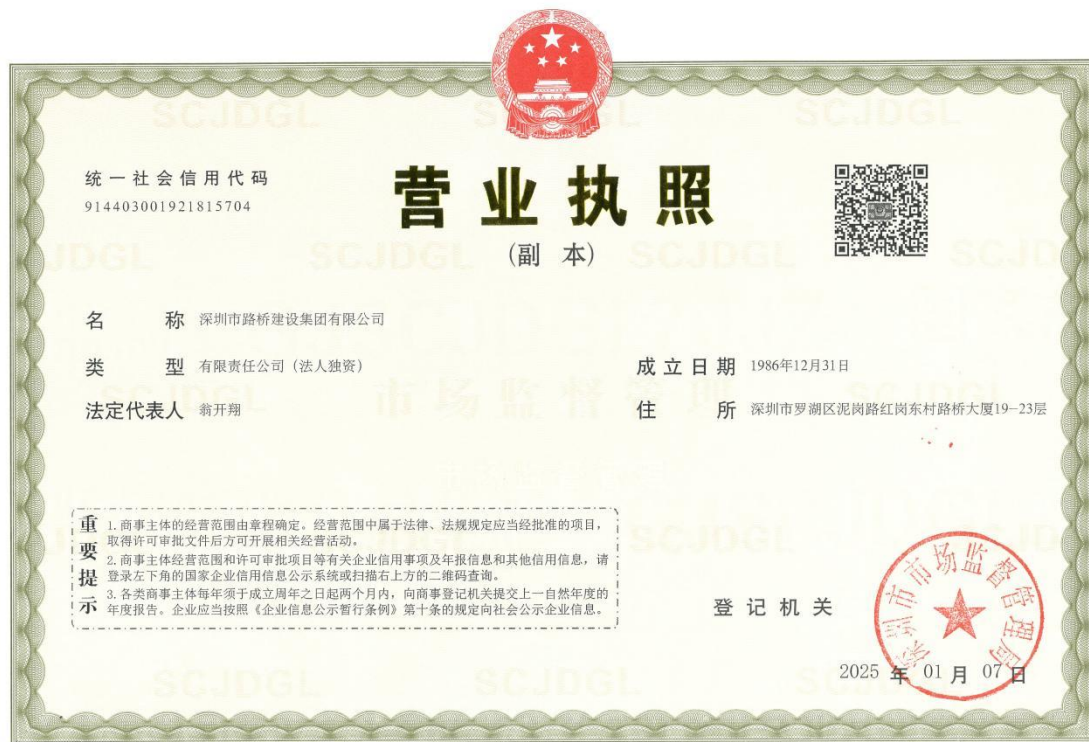 统一社会信用代码
914403001921815704
营业执照
(副 本)
名 称 深圳市路桥建设集团有限公司
类 型 有限责任公司(法人独资)
成立日期 1986年12月31日
法定代表人 翁开翔
住 所 深圳市罗湖区泥岗路红岗东村路桥大厦19-23层
重要提示
1.商事主体的经营范围由章程确定。经营范围中属于法律、法规规定应当经批准的项目,
取得许可审批文件后方可开展相关经营活动。
2.商事主体经营范围和许可审批项目等有关企业信用事项及年报信息和其他信用信息,请
登录左下角的国家企业信用信息公示系统或扫描右上方的二维码查询。
3.各类商事主体每年须于成立周年之日起两个月内,向商事登记机关提交上一自然年度的
年度报告。企业应当按照《企业信息公示暂行条例》第十条的规定向社会公示企业信息。
登记机关
深圳市市场监督管理局
2025 年 01 月 07 日
SCJDGL
市场监督管理